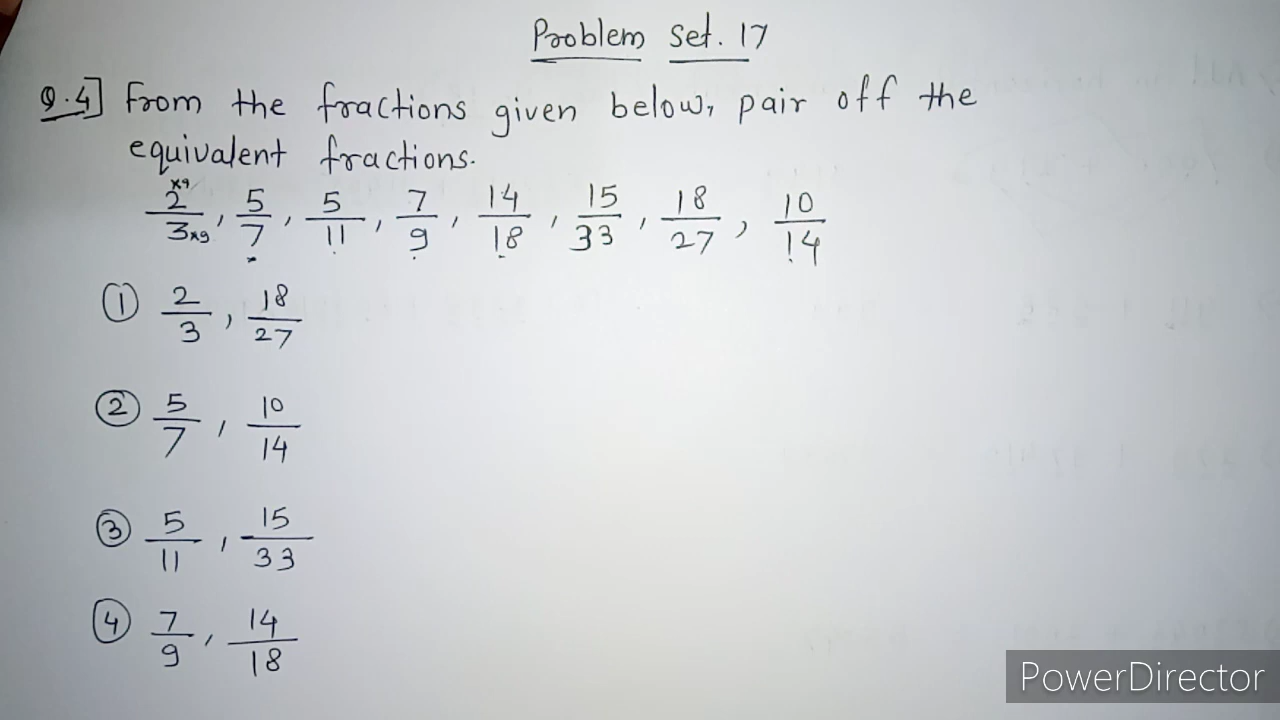 Problem Set. 17
Q.4] From the fractions given below, pair off the
equivalent fractions.
2×9/3×9, 5/7, 5/11, 7/9, 14/18, 15/33, 18/27, 10/14
① 2/3, 18/27
② 5/7, 10/14
③ 5/11, 15/33
④ 7/9, 14/18
PowerDirector